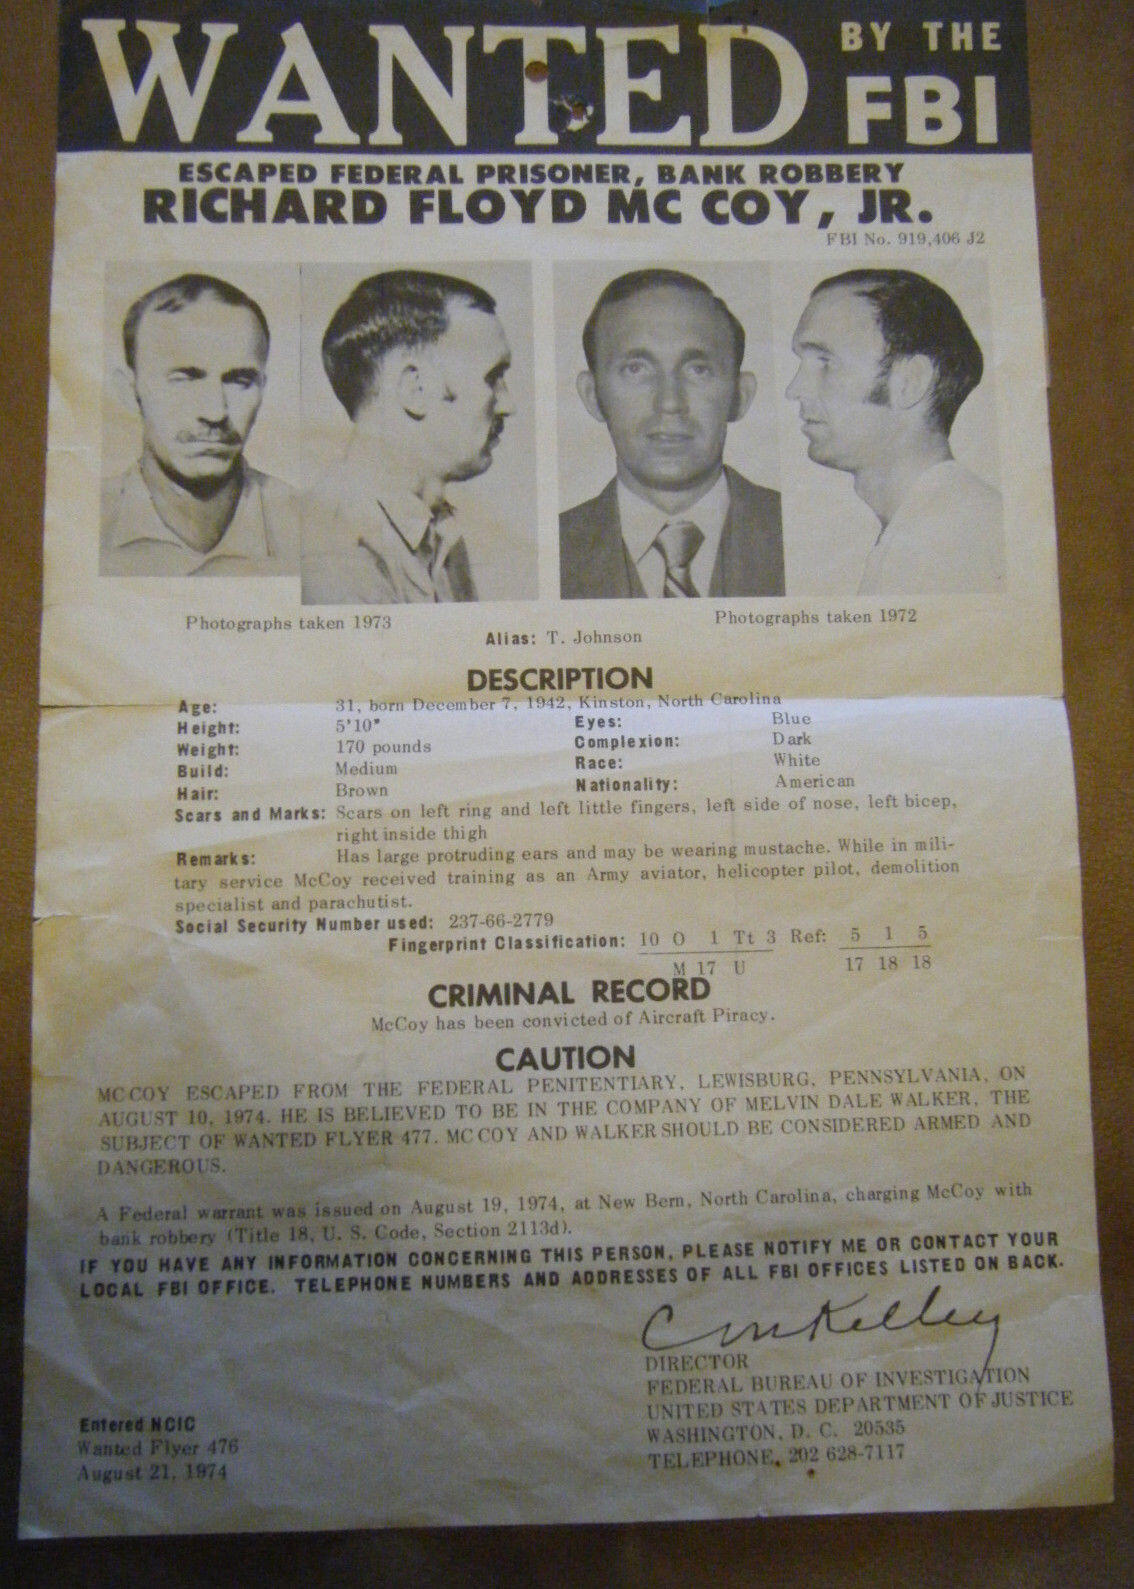 WANTED BY THE FBI
ESCAPED FEDERAL PRISONER, BANK ROBBERY
RICHARD FLOYD MC COY, JR.
FBI No. 919,406 J2
Photographs taken 1973
Photographs taken 1972
Alias: T. Johnson
DESCRIPTION
Age: 31, born December 7, 1942, Kinston, North Carolina
Height: 5'10" Eyes: Blue
Weight: 170 pounds Complexion: Dark
Build: Medium Race: White
Hair: Brown Nationality: American
Scars and Marks: Scars on left ring and left little fingers, left side of nose, left bicep,
right inside thigh
Remarks: Has large protruding ears and may be wearing mustache. While in mili-
tary service McCoy received training as an Army aviator, helicopter pilot, demolition
specialist and parachutist.
Social Security Number used: 237-66-2779
Fingerprint Classification: 10 O 1 Tt 3 Ref: 5 1 5
M 17 U 17 18 18
CRIMINAL RECORD
McCoy has been convicted of Aircraft Piracy.
CAUTION
MC COY ESCAPED FROM THE FEDERAL PENITENTIARY, LEWISBURG, PENNSYLVANIA, ON
AUGUST 10, 1974. HE IS BELIEVED TO BE IN THE COMPANY OF MELVIN DALE WALKER, THE
SUBJECT OF WANTED FLYER 477. MC COY AND WALKER SHOULD BE CONSIDERED ARMED AND
DANGEROUS.
A Federal warrant was issued on August 19, 1974, at New Bern, North Carolina, charging McCoy with
bank robbery (Title 18, U. S. Code, Section 2113d).
IF YOU HAVE ANY INFORMATION CONCERNING THIS PERSON, PLEASE NOTIFY ME OR CONTACT YOUR
LOCAL FBI OFFICE. TELEPHONE NUMBERS AND ADDRESSES OF ALL FBI OFFICES LISTED ON BACK.
CMKelley
DIRECTOR
FEDERAL BUREAU OF INVESTIGATION
UNITED STATES DEPARTMENT OF JUSTICE
WASHINGTON, D. C. 20535
TELEPHONE, 202 628-7117
Entered NCIC
Wanted Flyer 476
August 21, 1974